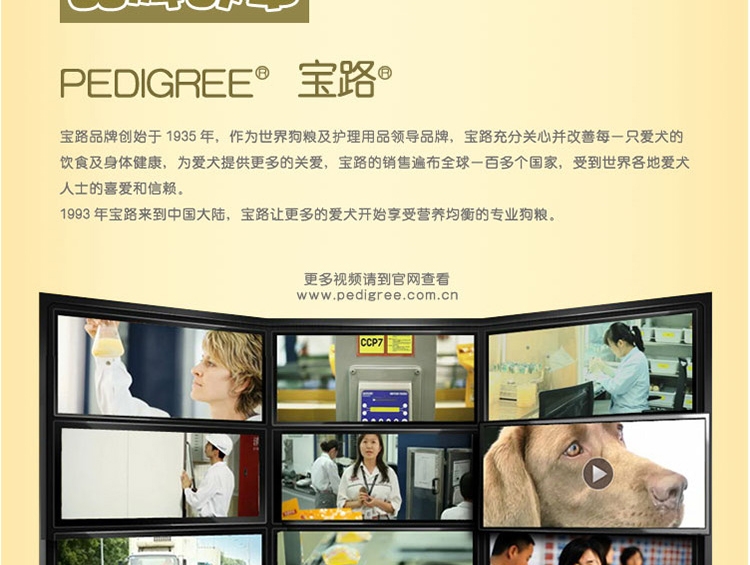 PEDIGREE® 宝路®
宝路品牌创始于 1935 年，作为世界狗粮及护理用品领导品牌，宝路充分关心并改善每一只爱犬的
饮食及身体健康，为爱犬提供更多的关爱，宝路的销售遍布全球一百多个国家，受到世界各地爱犬
人士的喜爱和信赖。
1993 年宝路来到中国大陆，宝路让更多的爱犬开始享受营养均衡的专业狗粮。
更多视频请到官网查看
www.pedigree.com.cn
CCP7